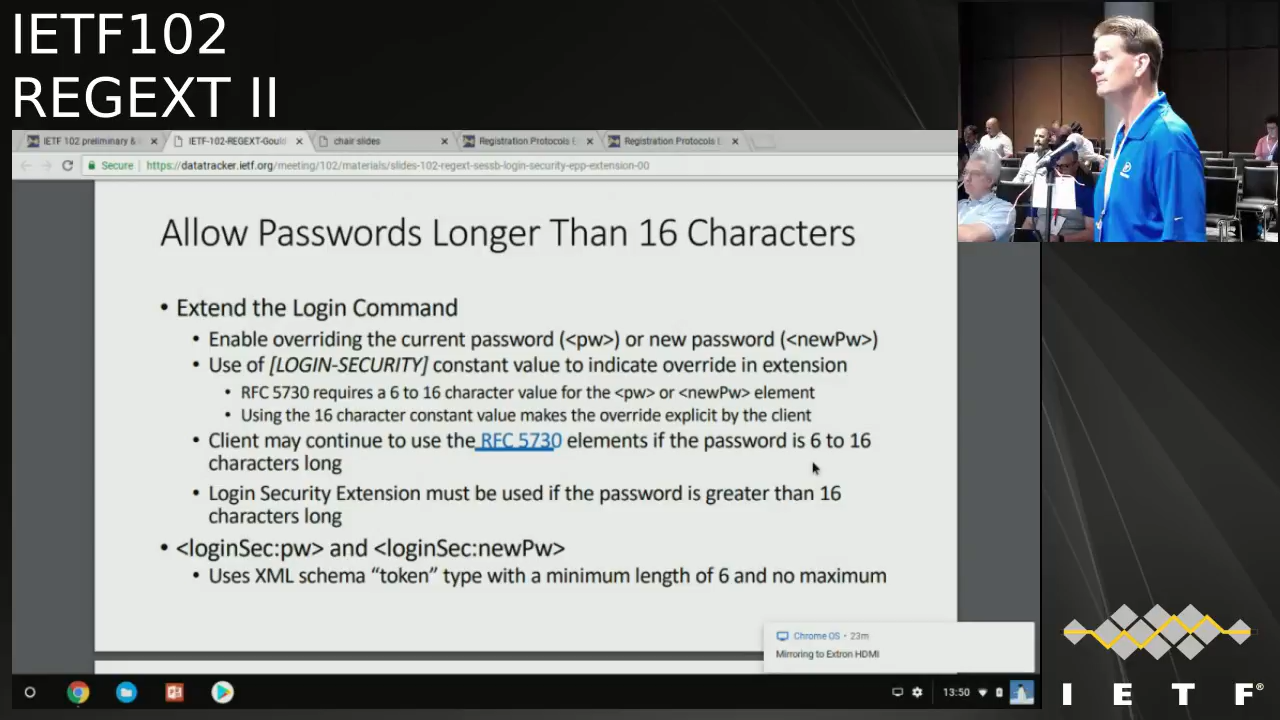 IETF102
REGEXT II
IETF 102 preliminary &
IETF-102-REGEXT-Gould
chair slides
Registration Protocols E
Registration Protocols E
Secure
https://datatracker.ietf.org/meeting/102/materials/slides-102-regext-sessb-login-security-epp-extension-00
Allow Passwords Longer Than 16 Characters
• Extend the Login Command
• Enable overriding the current password (<pw>) or new password (<newPw>)
• Use of [LOGIN-SECURITY] constant value to indicate override in extension
• RFC 5730 requires a 6 to 16 character value for the <pw> or <newPw> element
• Using the 16 character constant value makes the override explicit by the client
• Client may continue to use the RFC 5730 elements if the password is 6 to 16
characters long
• Login Security Extension must be used if the password is greater than 16
characters long
• <loginSec:pw> and <loginSec:newPw>
• Uses XML schema “token” type with a minimum length of 6 and no maximum
Chrome OS • 23m
Mirroring to Extron HDMI
13:50
I E T F®